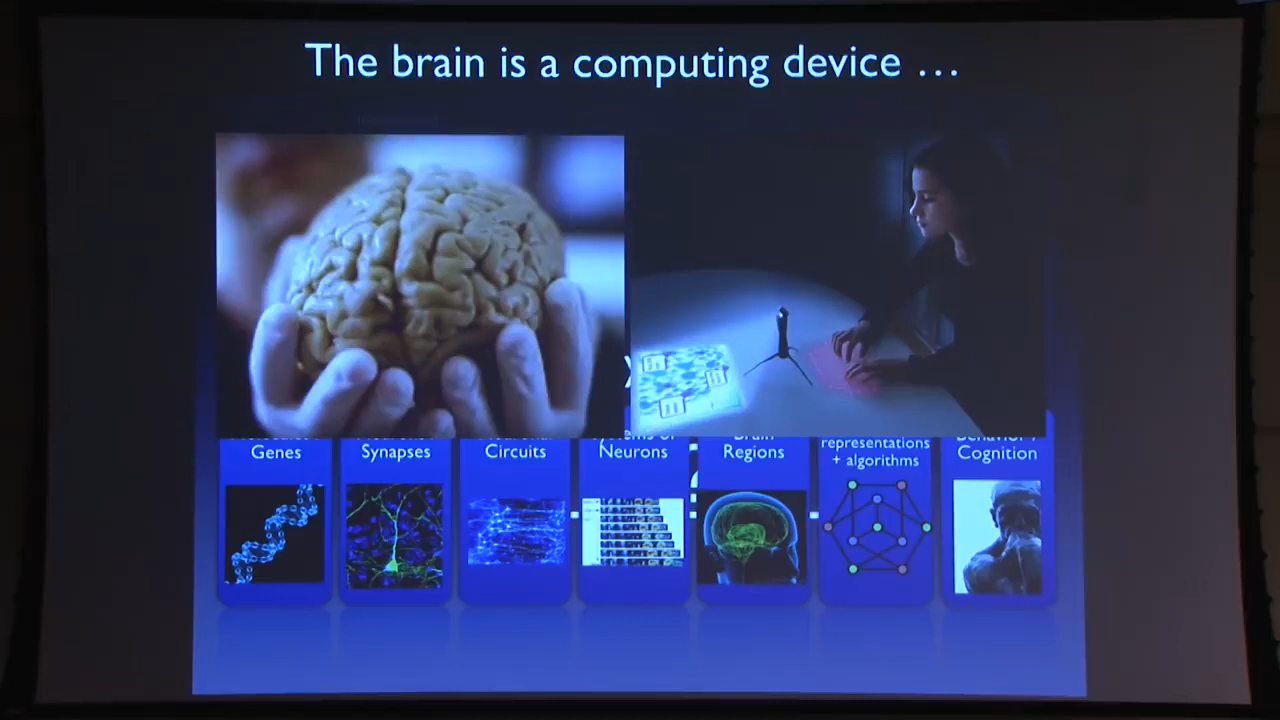 The brain is a computing device …
Genes
Synapses
Circuits
Neurons
Brain
Regions
representations
+ algorithms
Cognition